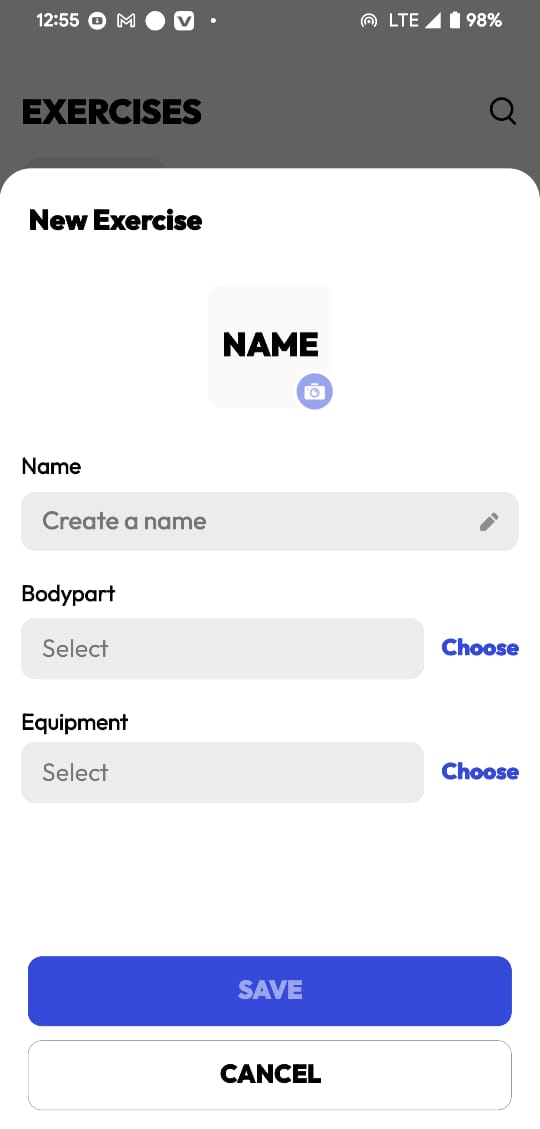 12:55 LTE 98%
EXERCISES
New Exercise
NAME
Name
Create a name
Bodypart
Select Choose
Equipment
Select Choose
SAVE
CANCEL